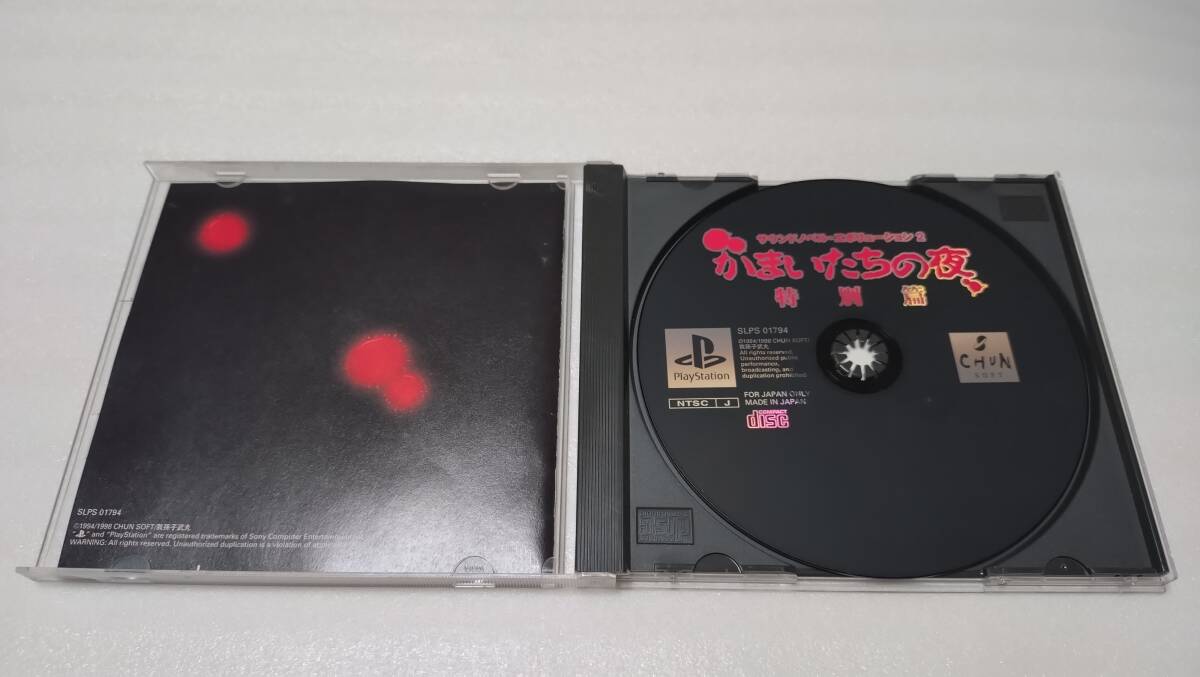 SLPS 01794
©1994/1998 CHUN SOFT/我孫子武丸
" " and "PlayStation" are registered trademarks of Sony Computer Entertainment
WARNING: All rights reserved. Unauthorized duplication is a violation of
サウンドノベル・エボリューション2
かまいたちの夜
特別篇
PlayStation
SLPS 01794
©1994/1998 CHUN SOFT/
我孫子武丸
All rights reserved.
Unauthorized public
performance,
broadcasting, and
duplication prohibited.
NTSC J
FOR JAPAN ONLY
MADE IN JAPAN
COMPACT
disc
CHUN
SOFT